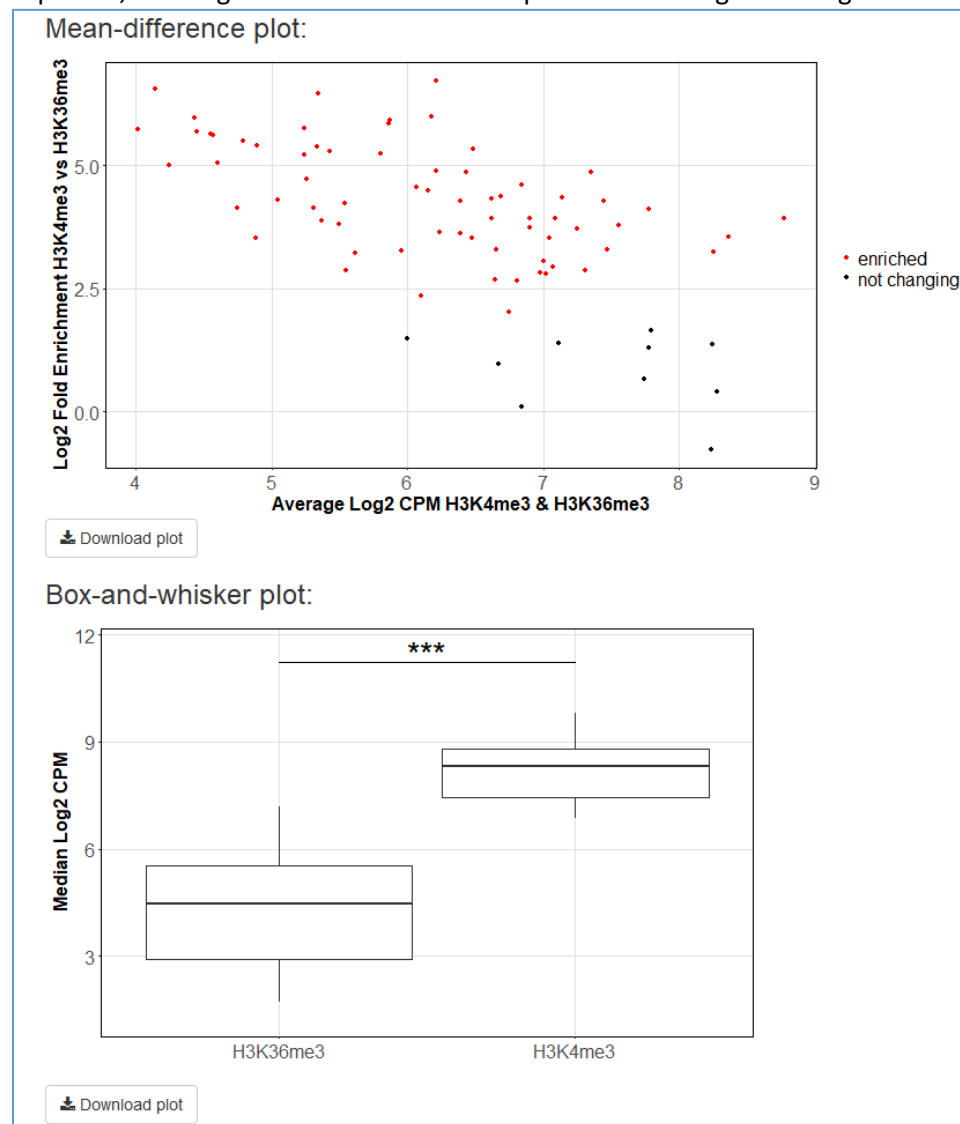 Mean-difference plot:
Log2 Fold Enrichment H3K4me3 vs H3K36me3
5.0
2.5
0.0
enriched
not changing
4 5 6 7 8 9
Average Log2 CPM H3K4me3 & H3K36me3
Download plot
Box-and-whisker plot:
***
Median Log2 CPM
12
9
6
3
H3K36me3 H3K4me3
Download plot